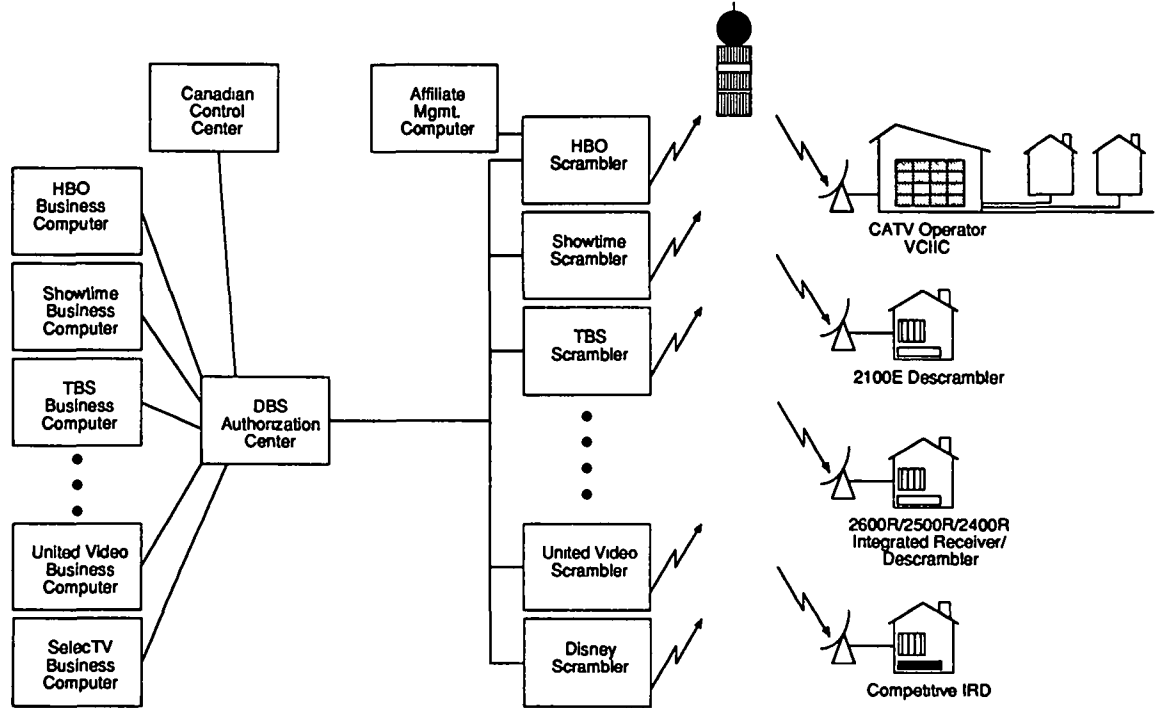 Canadian
Control
Center
Affiliate
Mgmt.
Computer
HBO
Scrambler
HBO
Business
Computer
CATV Operator
VCIIC
Showtime
Scrambler
Showtime
Business
Computer
TBS
Scrambler
2100E Descrambler
TBS
Business
Computer
DBS
Authorization
Center
2600R/2500R/2400R
Integrated Receiver/
Descrambler
United Video
Business
Computer
United Video
Scrambler
SelecTV
Business
Computer
Disney
Scrambler
Competitive IRD